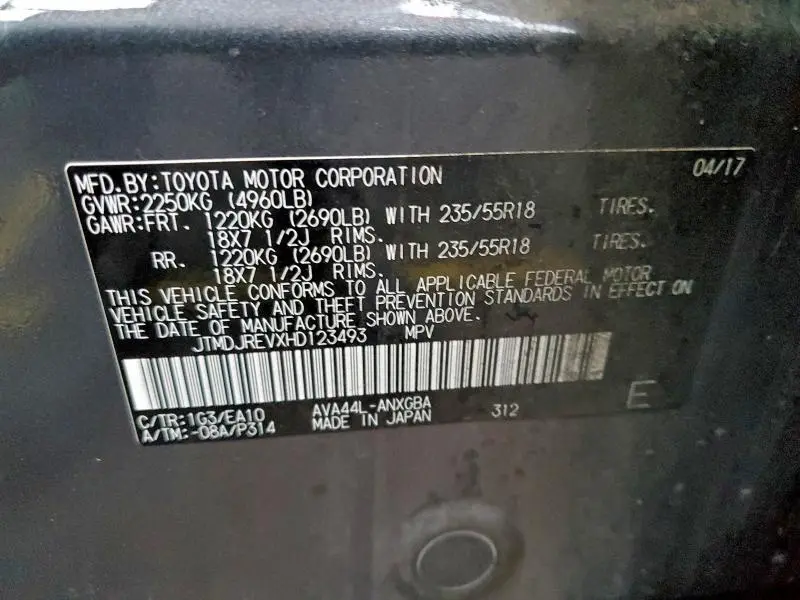 04/17
MFD.BY:TOYOTA MOTOR CORPORATION
GVWR:2250KG (4960LB)
GAWR:FRT. 1220KG (2690LB) WITH 235/55R18 TIRES.
18X7 1/2J RIMS.
RR. 1220KG (2690LB) WITH 235/55R18 TIRES.
18X7 1/2J RIMS.
THIS VEHICLE CONFORMS TO ALL APPLICABLE FEDERAL MOTOR
VEHICLE SAFETY AND THEFT PREVENTION STANDARDS IN EFFECT ON
THE DATE OF MANUFACTURE SHOWN ABOVE.
JTMDJREVXHD123493 MPV
C/TR:1G3/EA10 AVA44L-ANXGBA 312 E
A/TM:-08A/P314 MADE IN JAPAN